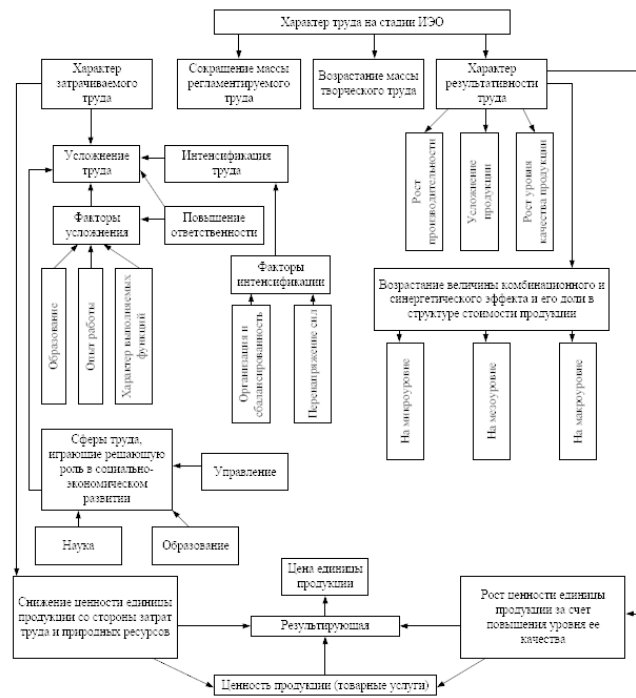 Характер труда на стадии ИЭО
Характер
затрачиваемого
труда
Сокращение массы
регламентируемого
труда
Возрастание массы
творческого труда
Характер
результативности
труда
Усложнение
труда
Интенсификация
труда
Рост
производительности
Усложнение
продукции
Рост уровня
качества продукции
Факторы
усложнения
Повышение
ответственности
Факторы
интенсификации
Возрастание величины комбинационного и
синергетического эффекта и его доли в
структуре стоимости продукции
Образование
Опыт работы
Характер выполняемых
функций
Организация и
сбалансированность
Перенапряжение сил
На микроуровне
На мезоуровне
На макроуровне
Сферы труда,
играющие решающую
роль в социально-
экономическом
развитии
Управление
Наука
Образование
Цена единицы
продукции
Снижение ценности единицы
продукции со стороны затрат
труда и природных ресурсов
Результирующая
Рост ценности единицы
продукции за счет
повышения уровня ее
качества
Ценность продукции (товарные услуги)